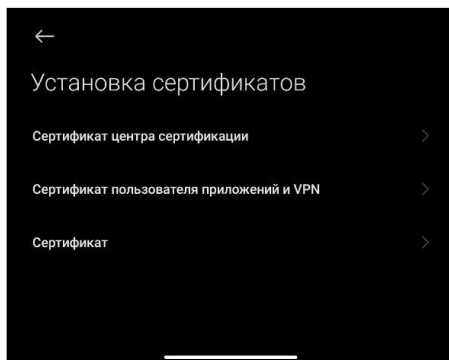 Установка сертификатов
Сертификат центра сертификации
Сертификат пользователя приложений и VPN
Сертификат